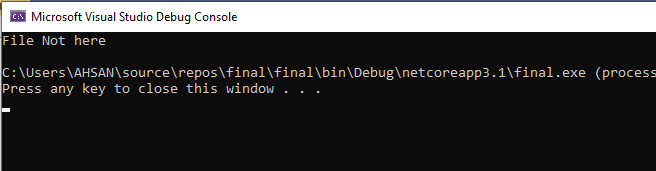 C:\
Microsoft Visual Studio Debug Console
File Not here
C:\Users\AHSAN\source\repos\final\final\bin\Debug\netcoreapp3.1\final.exe (process
Press any key to close this window . . .